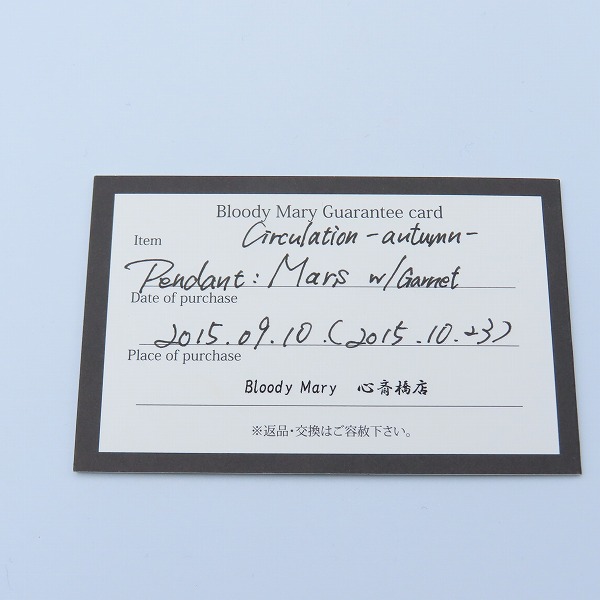 Bloody Mary Guarantee card
Item Circulation -autumn-
Pendant: Mars w/Garnet
Date of purchase
2015.09.10.(2015.10.23)
Place of purchase
Bloody Mary 心斎橋店
※返品・交換はご容赦下さい。